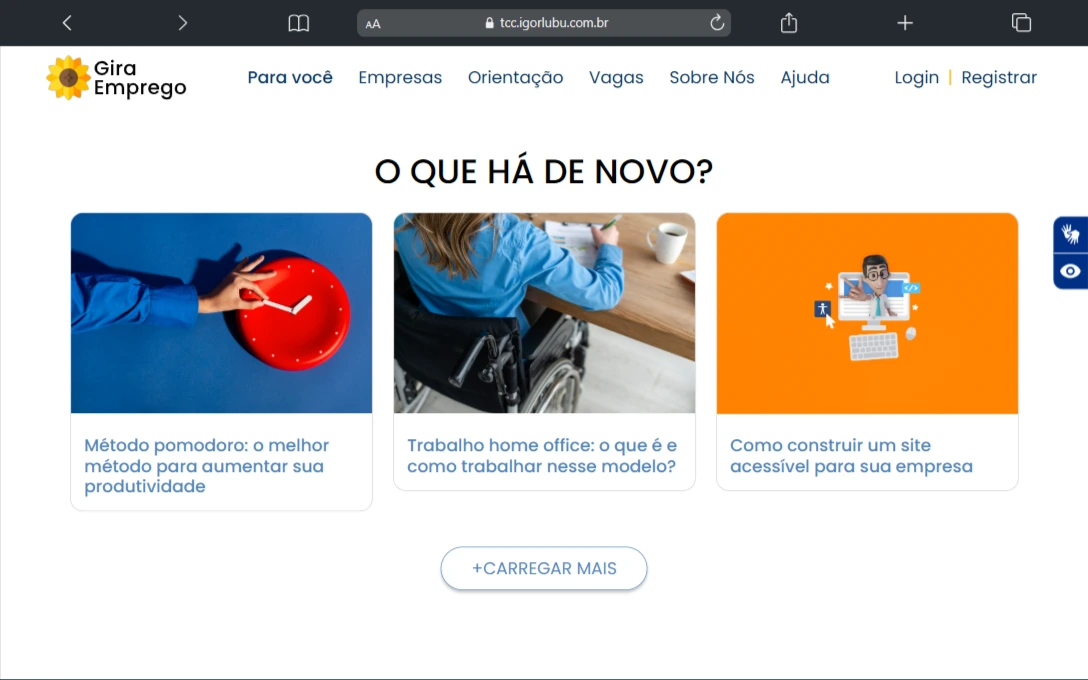 AA tcc.igorlubu.com.br
Gira
Emprego
Para você Empresas Orientação Vagas Sobre Nós Ajuda Login | Registrar
O QUE HÁ DE NOVO?
Método pomodoro: o melhor
método para aumentar sua
produtividade
Trabalho home office: o que é e
como trabalhar nesse modelo?
</>
Como construir um site
acessível para sua empresa
+CARREGAR MAIS